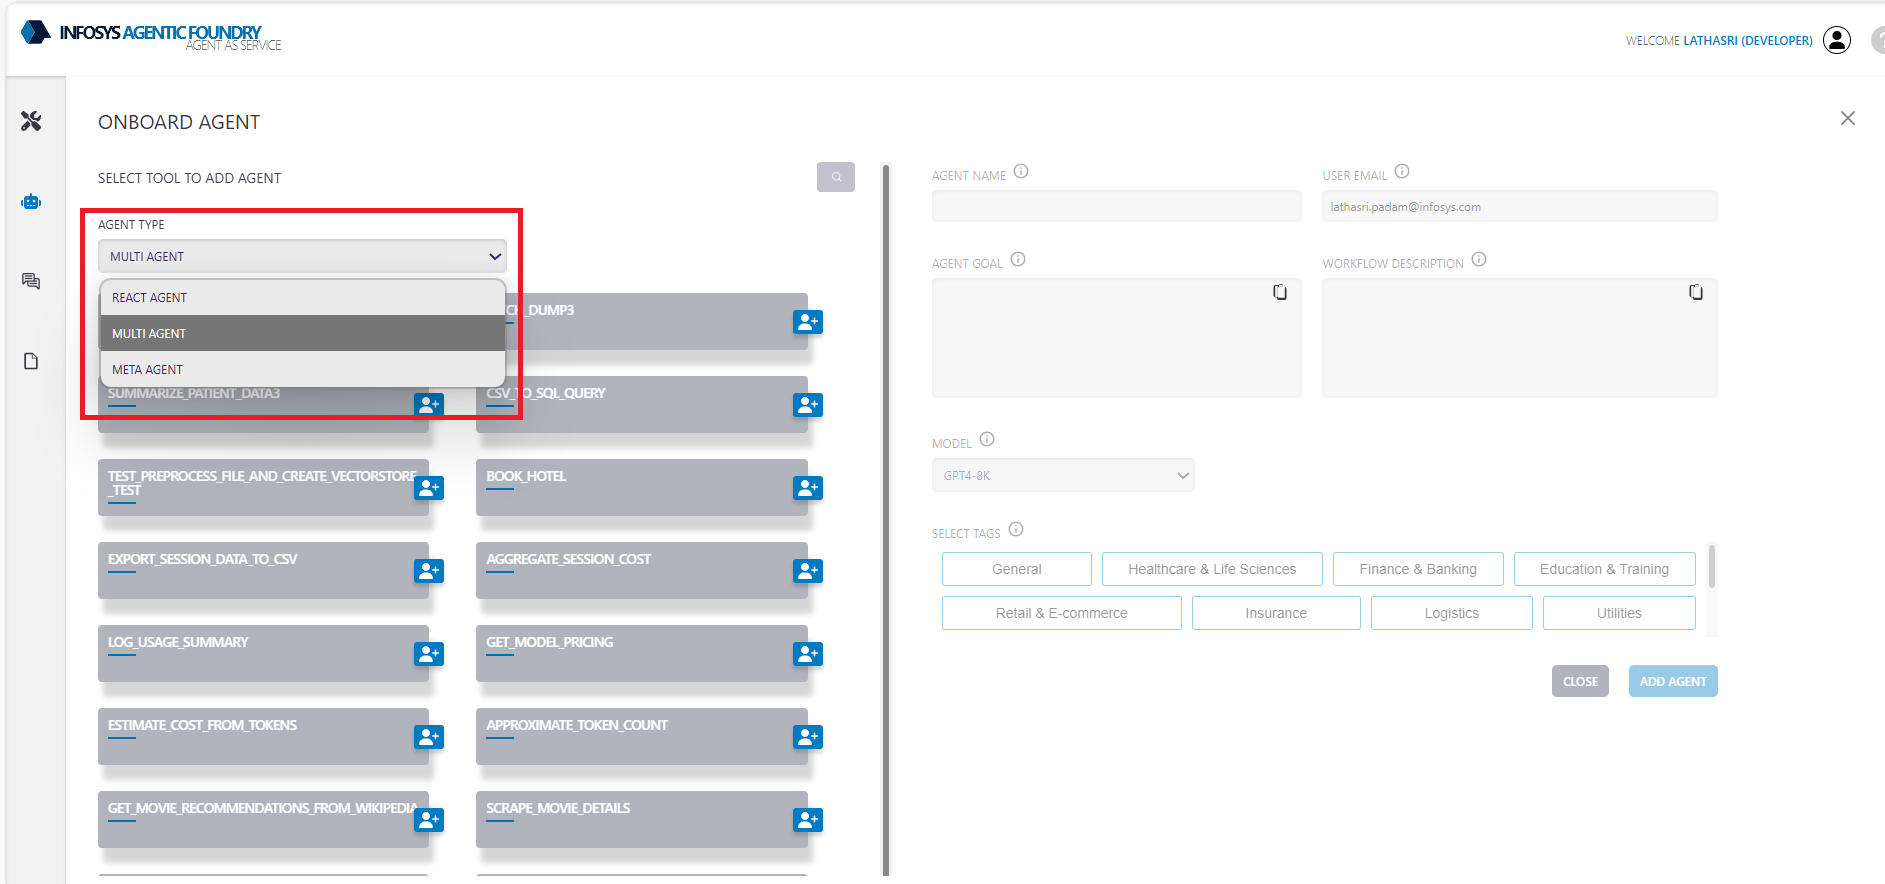 INFOSYS AGENTIC FOUNDRY
AGENT AS SERVICE
WELCOME LATHASRI (DEVELOPER)
ONBOARD AGENT
SELECT TOOL TO ADD AGENT
AGENT TYPE
MULTI AGENT
REACT AGENT
MULTI AGENT
META AGENT
_DUMP3
SUMMARIZE_PATIENT_DATA3
CSV_TO_SQL_QUERY
TEST_PREPROCESS_FILE_AND_CREATE_VECTORSTORE
_TEST
BOOK_HOTEL
EXPORT_SESSION_DATA_TO_CSV
AGGREGATE_SESSION_COST
LOG_USAGE_SUMMARY
GET_MODEL_PRICING
ESTIMATE_COST_FROM_TOKENS
APPROXIMATE_TOKEN_COUNT
GET_MOVIE_RECOMMENDATIONS_FROM_WIKIPEDIA
SCRAPE_MOVIE_DETAILS
AGENT NAME
USER EMAIL
lathasri.padam@infosys.com
AGENT GOAL
WORKFLOW DESCRIPTION
MODEL
GPT4-8K
SELECT TAGS
General
Healthcare & Life Sciences
Finance & Banking
Education & Training
Retail & E-commerce
Insurance
Logistics
Utilities
CLOSE
ADD AGENT